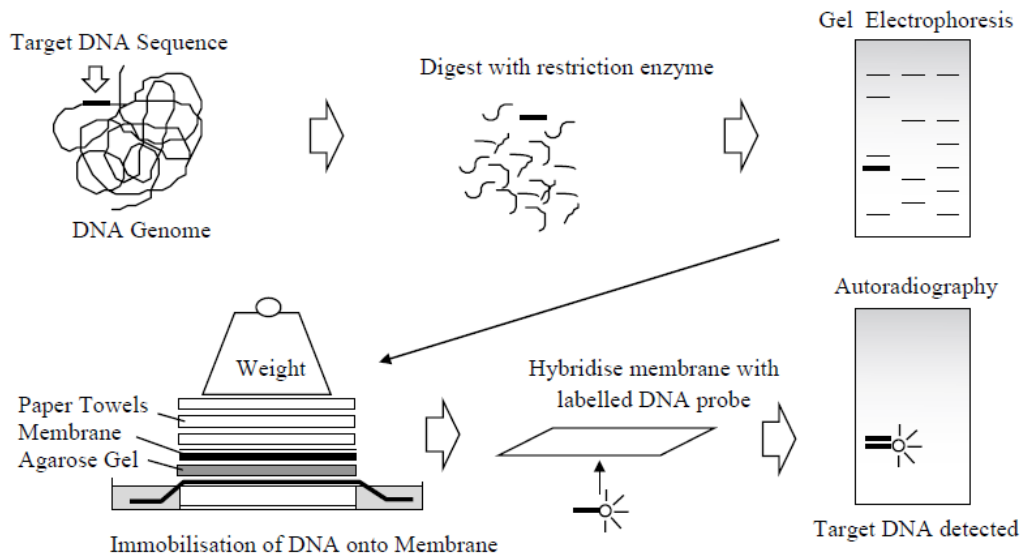 Target DNA Sequence
DNA Genome
Digest with restriction enzyme
Gel Electrophoresis
Weight
Paper Towels
Membrane
Agarose Gel
Immobilisation of DNA onto Membrane
Hybridise membrane with
labelled DNA probe
Autoradiography
Target DNA detected